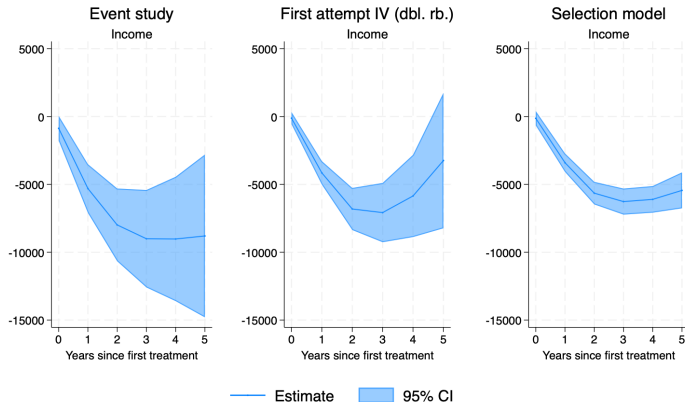 Event study
Income
5000
0
-5000
-10000
-15000
0 1 2 3 4 5
Years since first treatment
First attempt IV (dbl. rb.)
Income
5000
0
-5000
-10000
-15000
0 1 2 3 4 5
Years since first treatment
Selection model
Income
5000
0
-5000
-10000
-15000
0 1 2 3 4 5
Years since first treatment
Estimate 95% CI